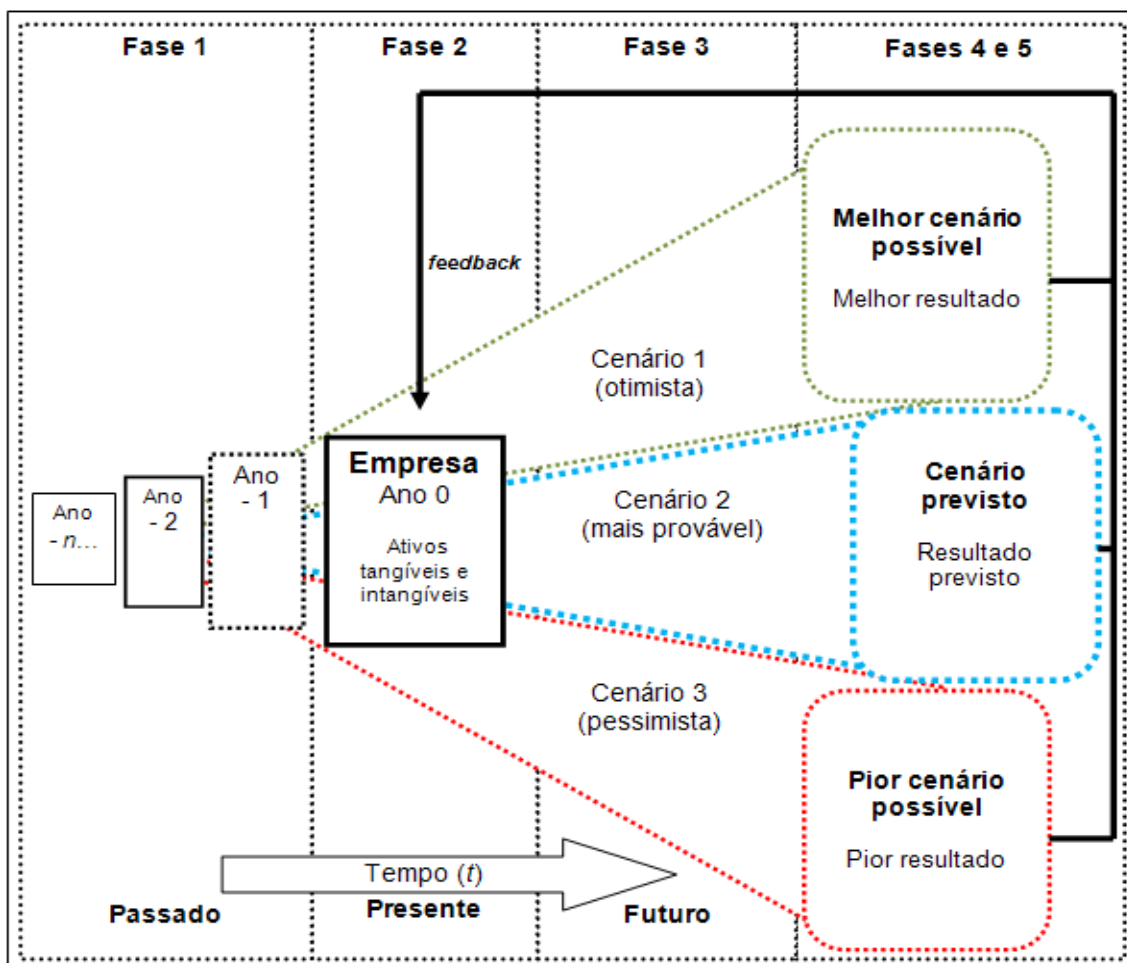 Fase 1
Fase 2
Fase 3
Fases 4 e 5
Melhor cenário
possível
Melhor resultado
feedback
Cenário 1
(otimista)
Ano
- n...
Ano
- 2
Ano
- 1
Empresa
Ano 0
Ativos
tangíveis e
intangíveis
Cenário 2
(mais provável)
Cenário
previsto
Resultado
previsto
Cenário 3
(pessimista)
Pior cenário
possível
Pior resultado
Tempo (t)
Passado
Presente
Futuro